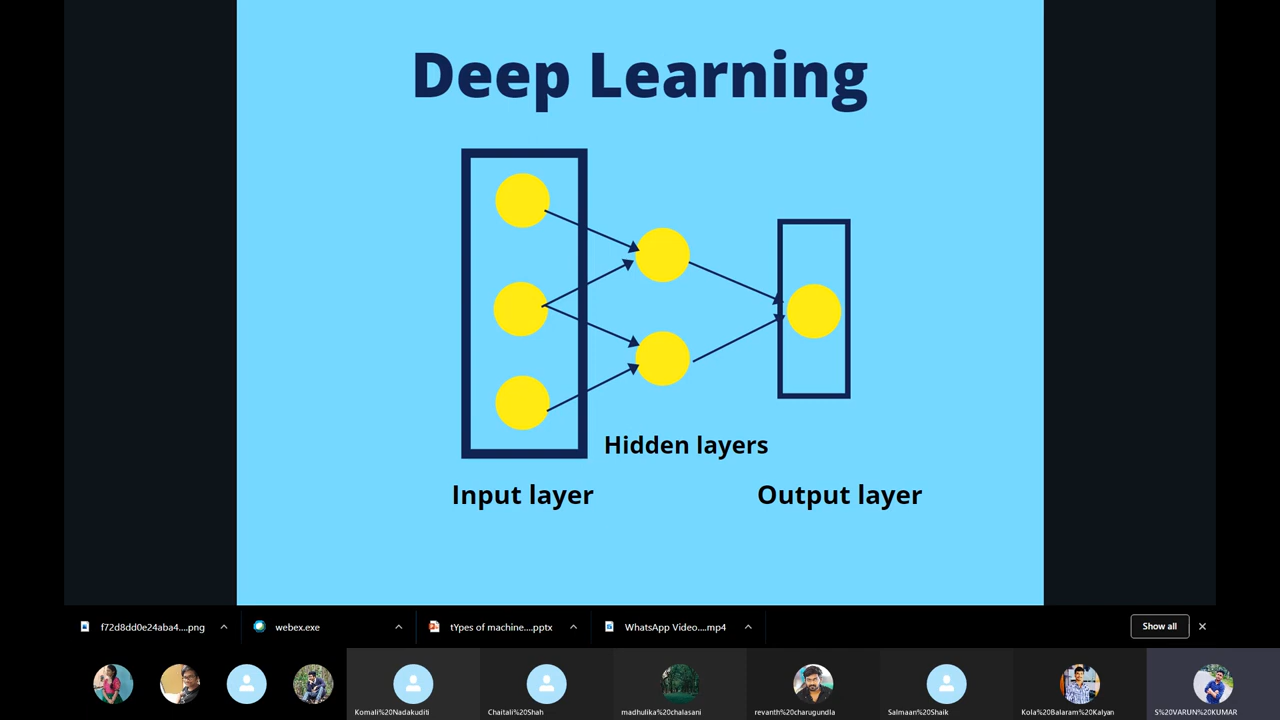 Deep Learning
Hidden layers
Input layer
Output layer
f72d8dd0e24aba4....png
webex.exe
tYpes of machine....pptx
WhatsApp Video....mp4
Show all
Komali%20Nadakuditi
Chaitali%20Shah
madhulika%20chalasani
revanth%20charugundla
Salmaan%20Shaik
Kola%20Balaram%20Kalyan
S%20VARUN%20KUMAR